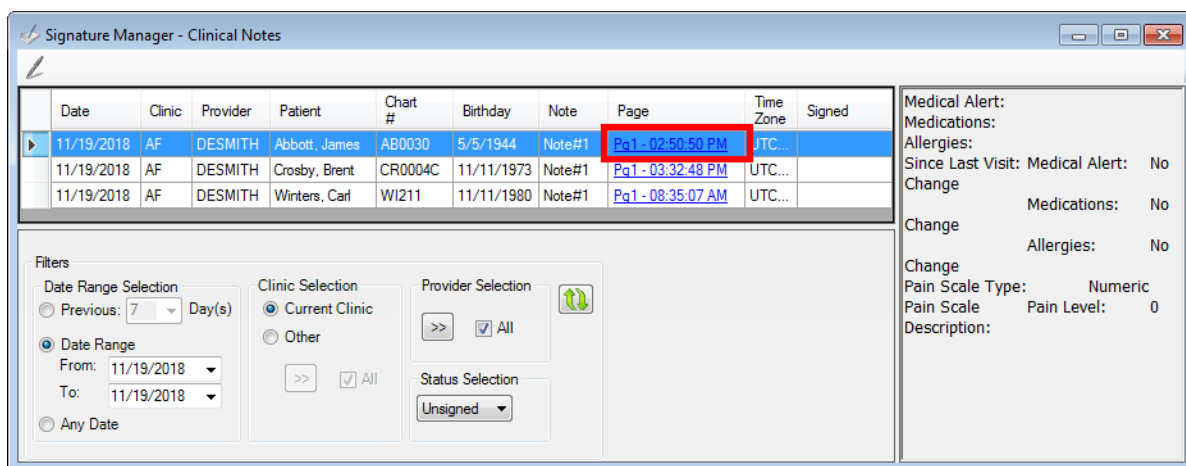 Signature Manager - Clinical Notes
Date Clinic Provider Patient Chart # Birthday Note Page Time Zone Signed
11/19/2018 AF DESMITH Abbott, James AB0030 5/5/1944 Note#1 Pg1 - 02:50:50 PM UTC...
11/19/2018 AF DESMITH Crosby, Brent CR0004C 11/11/1973 Note#1 Pg1 - 03:32:48 PM UTC...
11/19/2018 AF DESMITH Winters, Carl WI211 11/11/1980 Note#1 Pg1 - 08:35:07 AM UTC...
Filters
Date Range Selection
Previous: 7 Day(s)
Date Range
From: 11/19/2018
To: 11/19/2018
Any Date
Clinic Selection
Current Clinic
Other
>> All
Provider Selection
>> All
Status Selection
Unsigned
Medical Alert:
Medications:
Allergies:
Since Last Visit: Medical Alert: No
Change
Medications: No
Change
Allergies: No
Change
Pain Scale Type: Numeric
Pain Scale Pain Level: 0
Description: